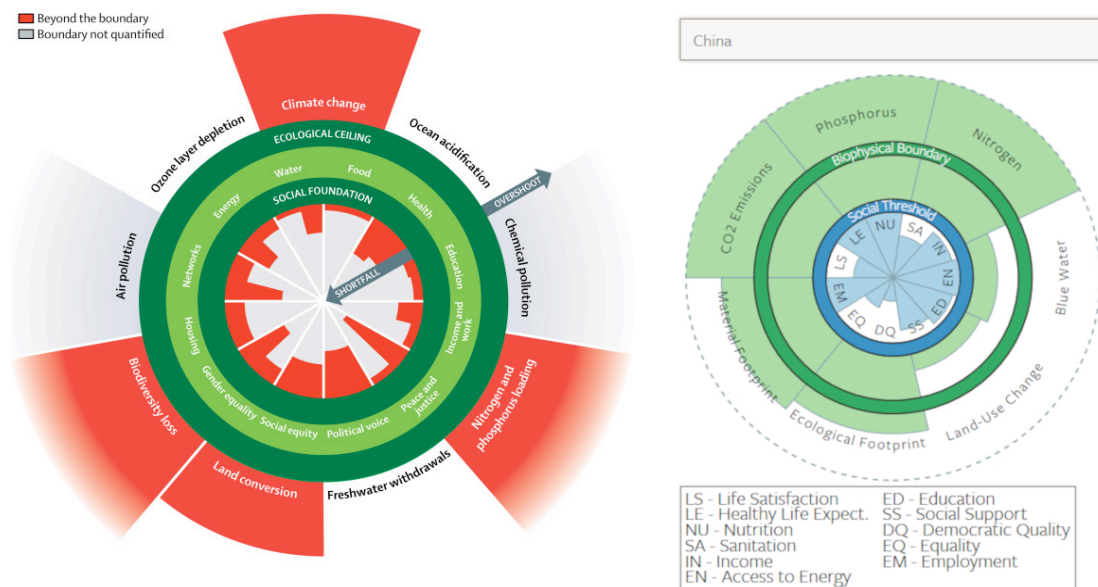 Beyond the boundary
Boundary not quantified
Climate change
ECOLOGICAL CEILING
Ozone layer depletion
Ocean acidification
Water
Food
Energy
Health
SOCIAL FOUNDATION
OVERSHOOT
Air pollution
Chemical pollution
Networks
Education
SHORTFALL
Housing
Income and
work
Gender equality
Social equity
Political voice
Peace and
justice
Biodiversity loss
Land conversion
Freshwater withdrawals
Nitrogen and
phosphorus loading
China
Phosphorus
Nitrogen
CO2 Emissions
Biophysical Boundary
Social Threshold
LS
LE
NU
SA
IN
EN
ED
SS
DQ
EQ
EM
Blue Water
Material Footprint
Ecological Footprint
Land-Use Change
LS - Life Satisfaction
LE - Healthy Life Expect.
NU - Nutrition
SA - Sanitation
IN - Income
EN - Access to Energy
ED - Education
SS - Social Support
DQ - Democratic Quality
EQ - Equality
EM - Employment